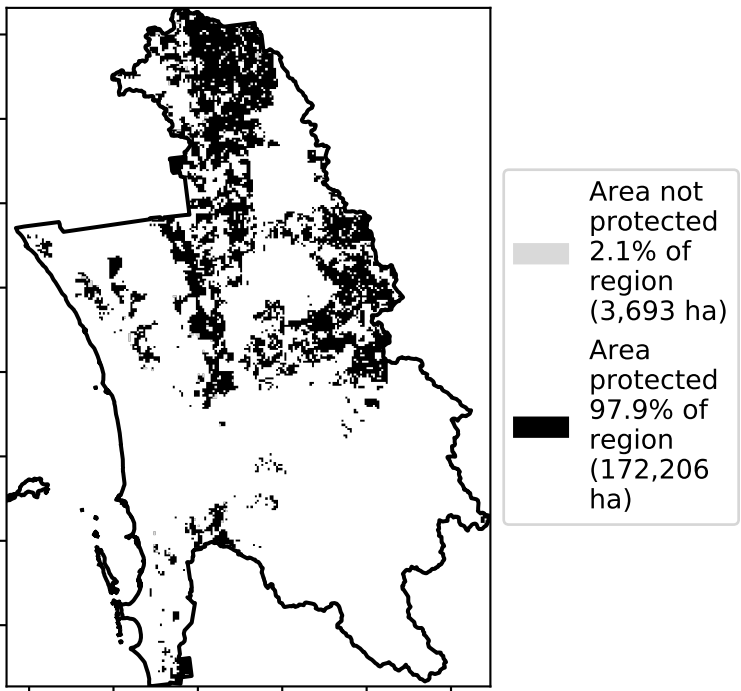 Area not
protected
2.1% of
region
(3,693 ha)
Area
protected
97.9% of
region
(172,206
ha)